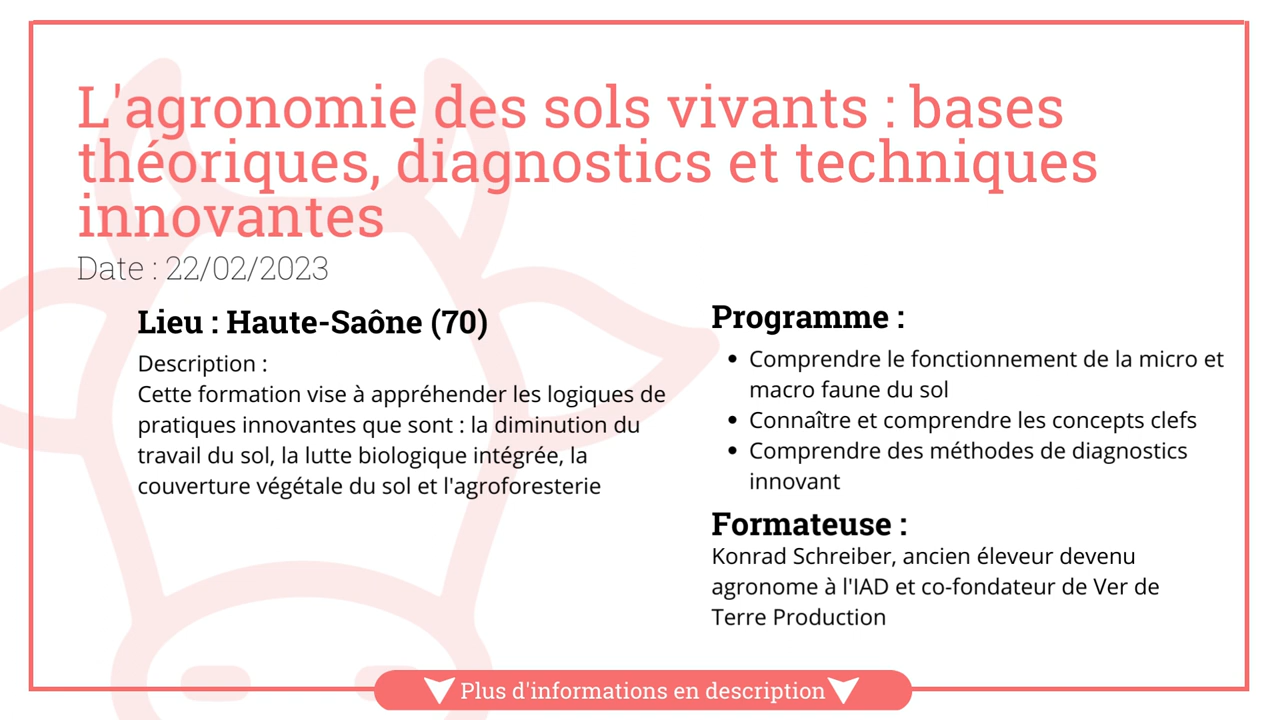 L'agronomie des sols vivants : bases
théoriques, diagnostics et techniques
innovantes
Date : 22/02/2023
Lieu : Haute-Saône (70)
Description :
Cette formation vise à appréhender les logiques de
pratiques innovantes que sont : la diminution du
travail du sol, la lutte biologique intégrée, la
couverture végétale du sol et l'agroforesterie
Programme :
• Comprendre le fonctionnement de la micro et
macro faune du sol
• Connaître et comprendre les concepts clefs
• Comprendre des méthodes de diagnostics
innovant
Formateuse :
Konrad Schreiber, ancien éleveur devenu
agronome à l'IAD et co-fondateur de Ver de
Terre Production
Plus d'informations en description